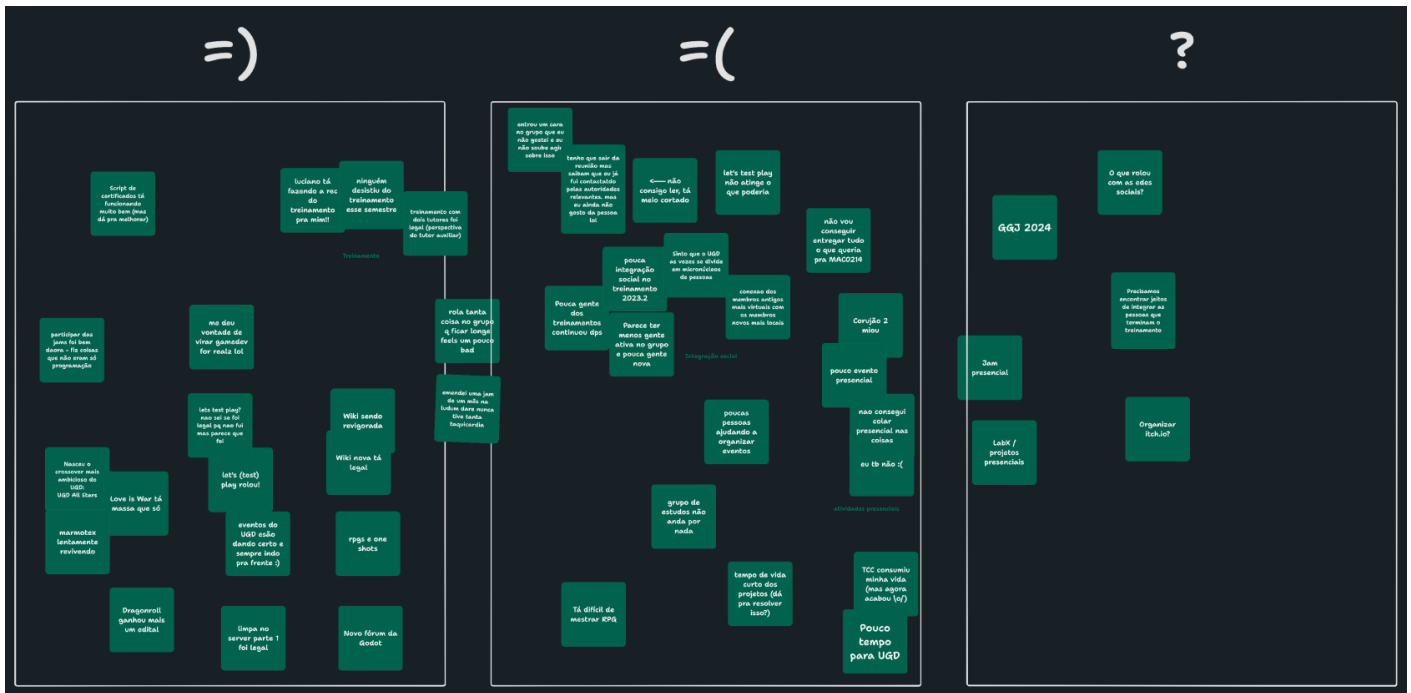 =)
=(
?
Script de
certificados tá
funcionando
muito bem (mas
dá pra melhorar)
luciano tá
fazendo a rec
do
treinamento
pra mim!!
ninguém
desistiu do
treinamento
esse semestre
treinamento com
dois tutores foi
legal (perspectiva
do tutor auxiliar)
Treinamento
participar das
jams foi bem
daora - fiz coisas
que não eram só
programação
me deu
vontade de
virar gamedev
for realz lol
rola tanta
coisa no grupo
q ficar longe
feels um pouco
bad
emendei uma jam
de um mês na
ludum dare nunca
tive tanta
taquicardia
lets test play?
nao sei se foi
legal pq nao fui
mas parece que
foi
Wiki sendo
revigorada
Wiki nova tá
legal
Nasceu o
crossover mais
ambicioso do
UGD:
UGD All Stars
Love is War tá
massa que só
let's (test)
play rolou!
marmotex
lentamente
revivendo
eventos do
UGD esão
dando certo e
sempre indo
pra frente :)
rpgs e one
shots
Dragonroll
ganhou mais
um edital
limpa no
server parte 1
foi legal
Novo fórum da
Godot
entrou um cara
no grupo que eu
não gostei e eu
não soube agir
sobre isso
tenho que sair da
reunião mas
saibam que eu já
fui contactatdo
pelas autoridades
relevantes. mas
eu ainda não
gosto da pessoa
lol
<—— não
consigo ler, tá
meio cortado
let's test play
não atinge o
que poderia
não vou
conseguir
entregar tudo
o que queria
pra MAC0214
pouca
integração
social no
treinamento
2023.2
Sinto que o UGD
as vezes se divide
em micronúcleos
de pessoas
conexao dos
membros antigos
mais virtuais com
os membros
novos mais locais
Pouca gente
dos
treinamentos
continuou dps
Parece ter
menos gente
ativa no grupo
e pouca gente
nova
Integração social
Corujão 2
miou
pouco evento
presencial
nao consegui
colar
presencial nas
coisas
eu tb não :(
atividades presenciais
poucas
pessoas
ajudando a
organizar
eventos
grupo de
estudos não
anda por
nada
Tá difícil de
mestrar RPG
tempo de vida
curto dos
projetos (dá
pra resolver
isso?)
TCC consumiu
minha vida
(mas agora
acabou \o/)
Pouco
tempo
para UGD
O que rolou
com as edes
sociais?
GGJ 2024
Precisamos
encontrar jeitos
de integrar as
pessoas que
terminam o
treinamento
Jam
presencial
LabX /
projetos
presenciais
Organizar
itch.io?